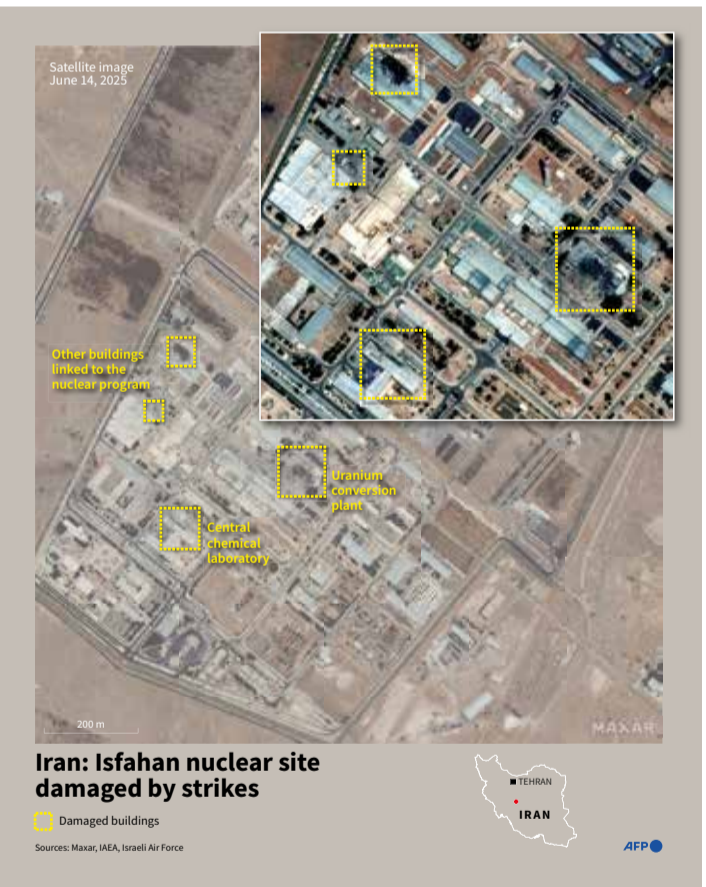 Satellite image
June 14, 2025
Other buildings
linked to the
nuclear program
Uranium
conversion
plant
Central
chemical
laboratory
200 m
MAXAR
Iran: Isfahan nuclear site
damaged by strikes
Damaged buildings
Sources: Maxar, IAEA, Israeli Air Force
TEHRAN
IRAN
AFP